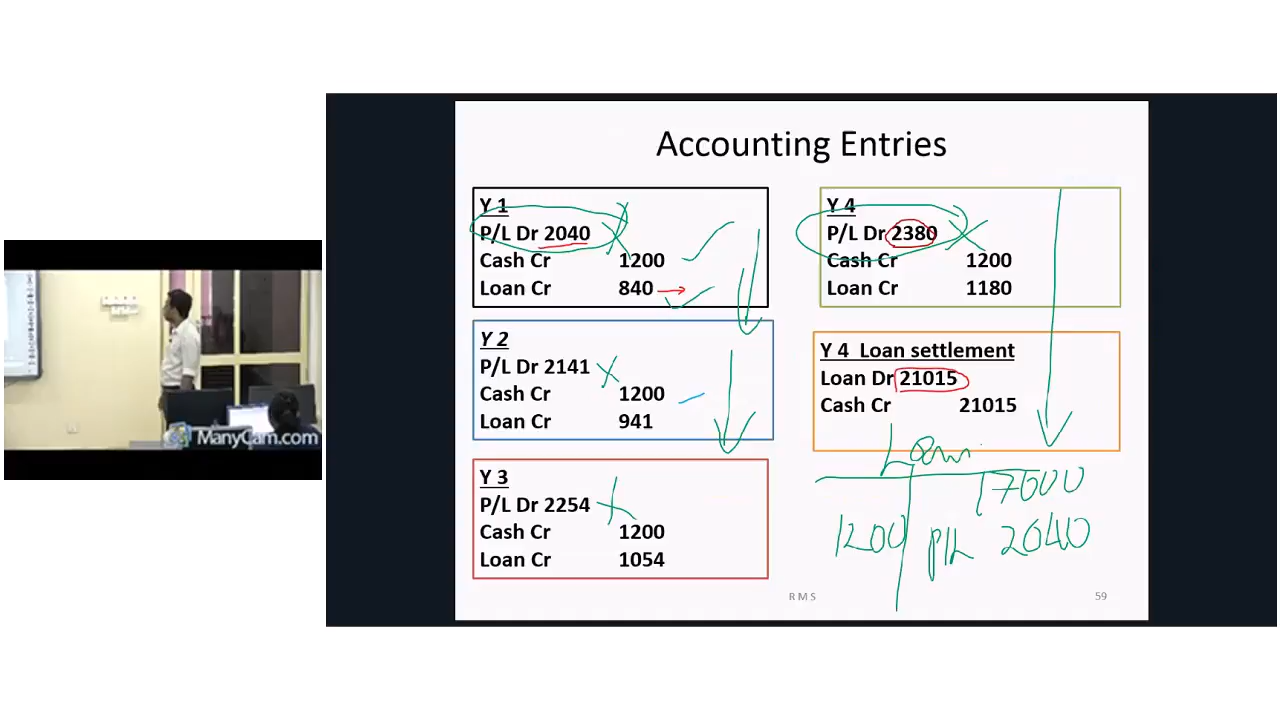 Accounting Entries
Y 1
P/L Dr 2040
Cash Cr 1200
Loan Cr 840
Y 2
P/L Dr 2141
Cash Cr 1200
Loan Cr 941
Y 3
P/L Dr 2254
Cash Cr 1200
Loan Cr 1054
Y 4
P/L Dr 2380
Cash Cr 1200
Loan Cr 1180
Y 4 Loan settlement
Loan Dr 21015
Cash Cr 21015
Loan
17000
1200 P/L 2040
R M S 59
ManyCam.com